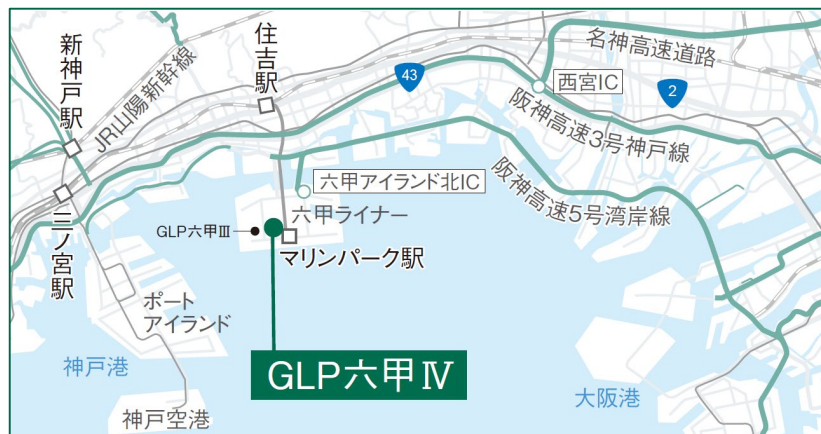 新神戸駅
JR山陽新幹線
住吉駅
43
名神高速道路
西宮IC
2
阪神高速3号神戸線
阪神高速5号湾岸線
三ノ宮駅
六甲アイランド北IC
六甲ライナー
GLP六甲Ⅲ
マリンパーク駅
ポート
アイランド
神戸港
GLP六甲Ⅳ
神戸空港
大阪港